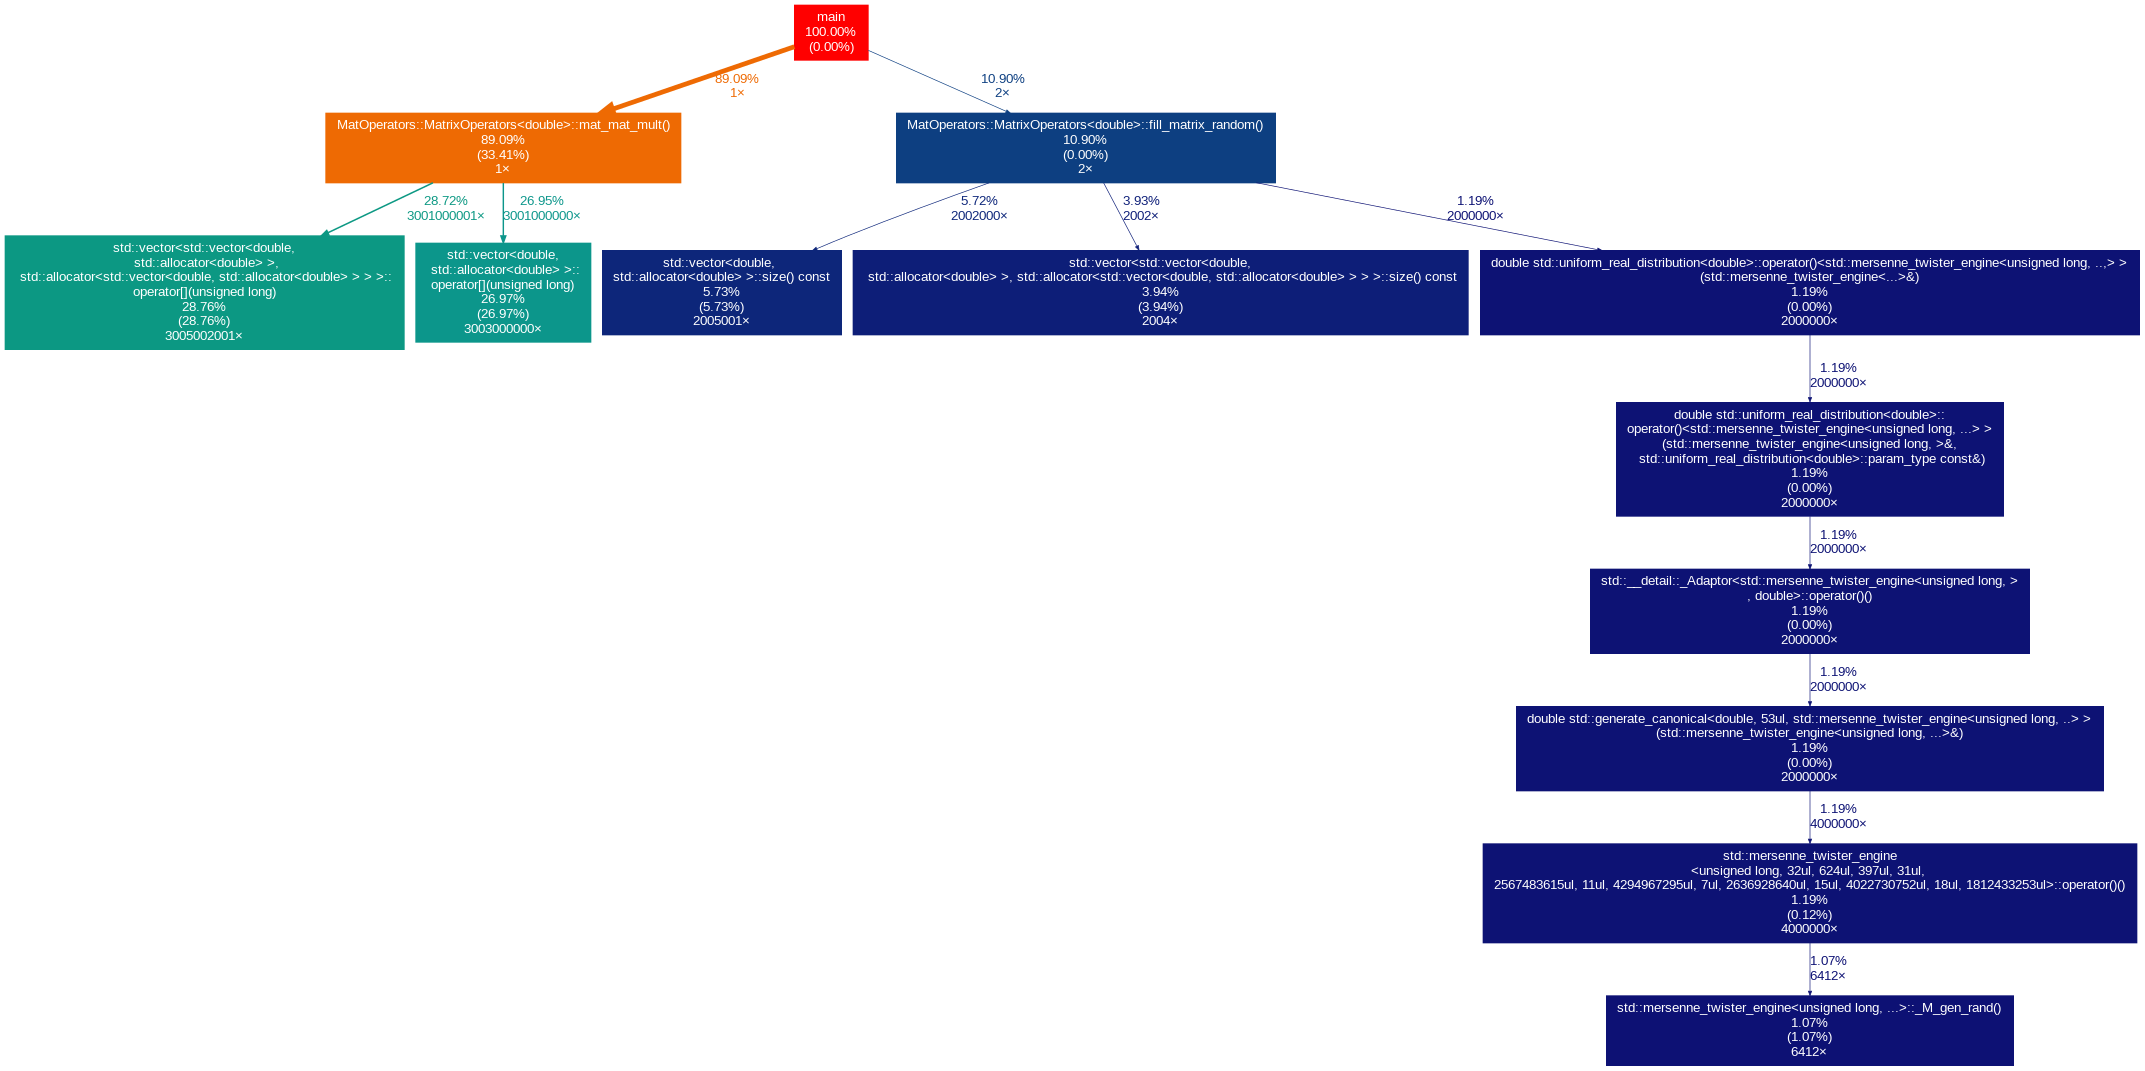 main
100.00%
(0.00%)
89.09%
1×
10.90%
2×
MatOperators::MatrixOperators<double>::mat_mat_mult()
89.09%
(33.41%)
1×
MatOperators::MatrixOperators<double>::fill_matrix_random()
10.90%
(0.00%)
2×
28.72%
3001000001×
26.95%
3001000000×
5.72%
2002000×
3.93%
2002×
1.19%
2000000×
std::vector<std::vector<double,
std::allocator<double> >,
std::allocator<std::vector<double, std::allocator<double> > > >::
operator[](unsigned long)
28.76%
(28.76%)
3005002001×
std::vector<double,
std::allocator<double> >::
operator[](unsigned long)
26.97%
(26.97%)
3003000000×
std::vector<double,
std::allocator<double> >::size() const
5.73%
(5.73%)
2005001×
std::vector<std::vector<double,
std::allocator<double> >, std::allocator<std::vector<double, std::allocator<double> > > >::size() const
3.94%
(3.94%)
2004×
double std::uniform_real_distribution<double>::operator()<std::mersenne_twister_engine<unsigned long, ..,> >
(std::mersenne_twister_engine<...>&)
1.19%
(0.00%)
2000000×
1.19%
2000000×
double std::uniform_real_distribution<double>::
operator()<std::mersenne_twister_engine<unsigned long, ...> >
(std::mersenne_twister_engine<unsigned long, >&,
std::uniform_real_distribution<double>::param_type const&)
1.19%
(0.00%)
2000000×
1.19%
2000000×
std::__detail::_Adaptor<std::mersenne_twister_engine<unsigned long, >
, double>::operator()()
1.19%
(0.00%)
2000000×
1.19%
2000000×
double std::generate_canonical<double, 53ul, std::mersenne_twister_engine<unsigned long, ..> >
(std::mersenne_twister_engine<unsigned long, ...>&)
1.19%
(0.00%)
2000000×
1.19%
4000000×
std::mersenne_twister_engine
<unsigned long, 32ul, 624ul, 397ul, 31ul,
2567483615ul, 11ul, 4294967295ul, 7ul, 2636928640ul, 15ul, 4022730752ul, 18ul, 1812433253ul>::operator()()
1.19%
(0.12%)
4000000×
1.07%
6412×
std::mersenne_twister_engine<unsigned long, ...>::_M_gen_rand()
1.07%
(1.07%)
6412×